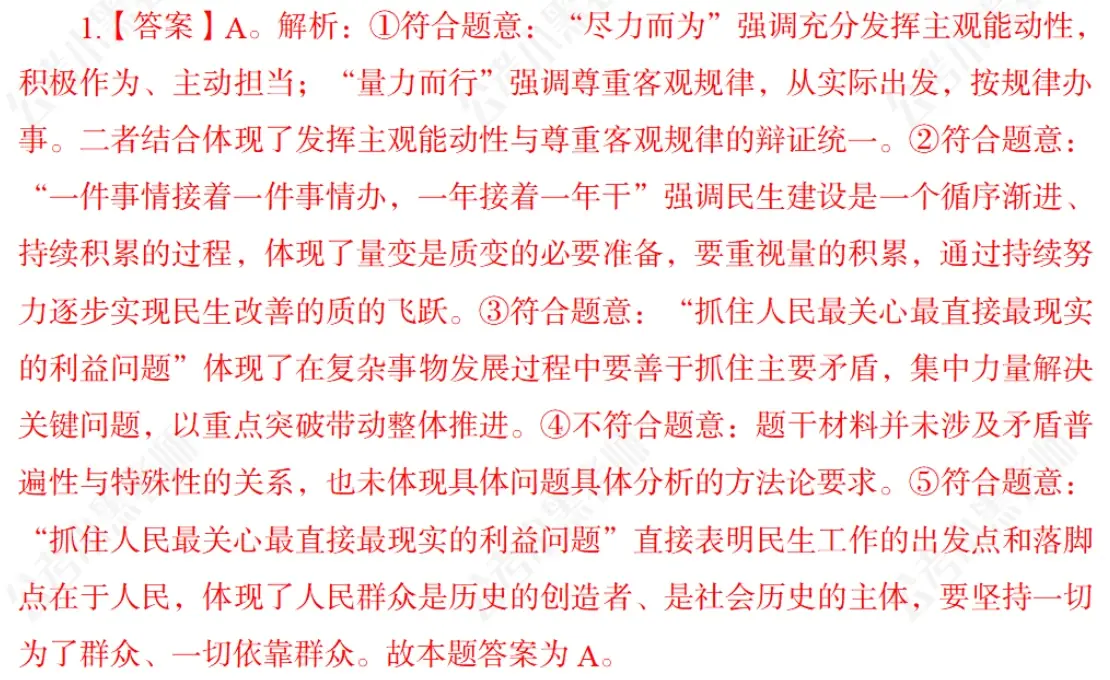 1.【答案】A。解析：①符合题意：“尽力而为”强调充分发挥主观能动性，
积极作为、主动担当；“量力而行”强调尊重客观规律，从实际出发，按规律办
事。二者结合体现了发挥主观能动性与尊重客观规律的辩证统一。②符合题意：
“一件事情接着一件事情办，一年接着一年干”强调民生建设是一个循序渐进、
持续积累的过程，体现了量变是质变的必要准备，要重视量的积累，通过持续努
力逐步实现民生改善的质的飞跃。③符合题意：“抓住人民最关心最直接最现实
的利益问题”体现了在复杂事物发展过程中要善于抓住主要矛盾，集中力量解决
关键问题，以重点突破带动整体推进。④不符合题意：题干材料并未涉及矛盾普
遍性与特殊性的关系，也未体现具体问题具体分析的方法论要求。⑤符合题意：
“抓住人民最关心最直接最现实的利益问题”直接表明民生工作的出发点和落脚
点在于人民，体现了人民群众是历史的创造者、是社会历史的主体，要坚持一切
为了群众、一切依靠群众。故本题答案为 A。